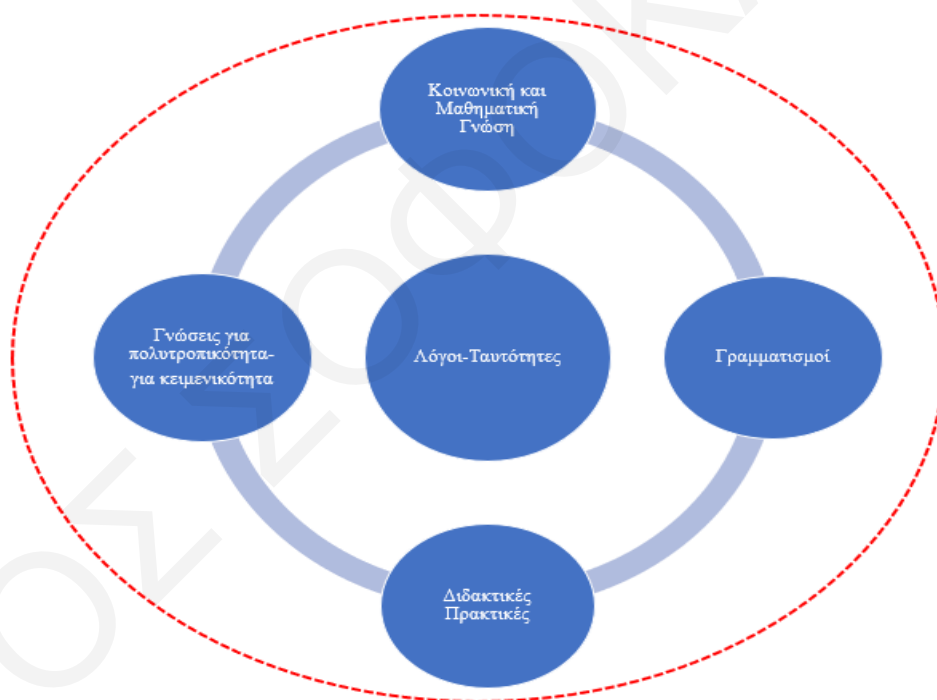 Κοινωνική και
Μαθηματική
Γνώση
Γνώσεις για
πολυτροπικότητα-
για κειμενικότητα
Λόγοι-Ταυτότητες
Γραμματισμοί
Διδακτικές
Πρακτικές